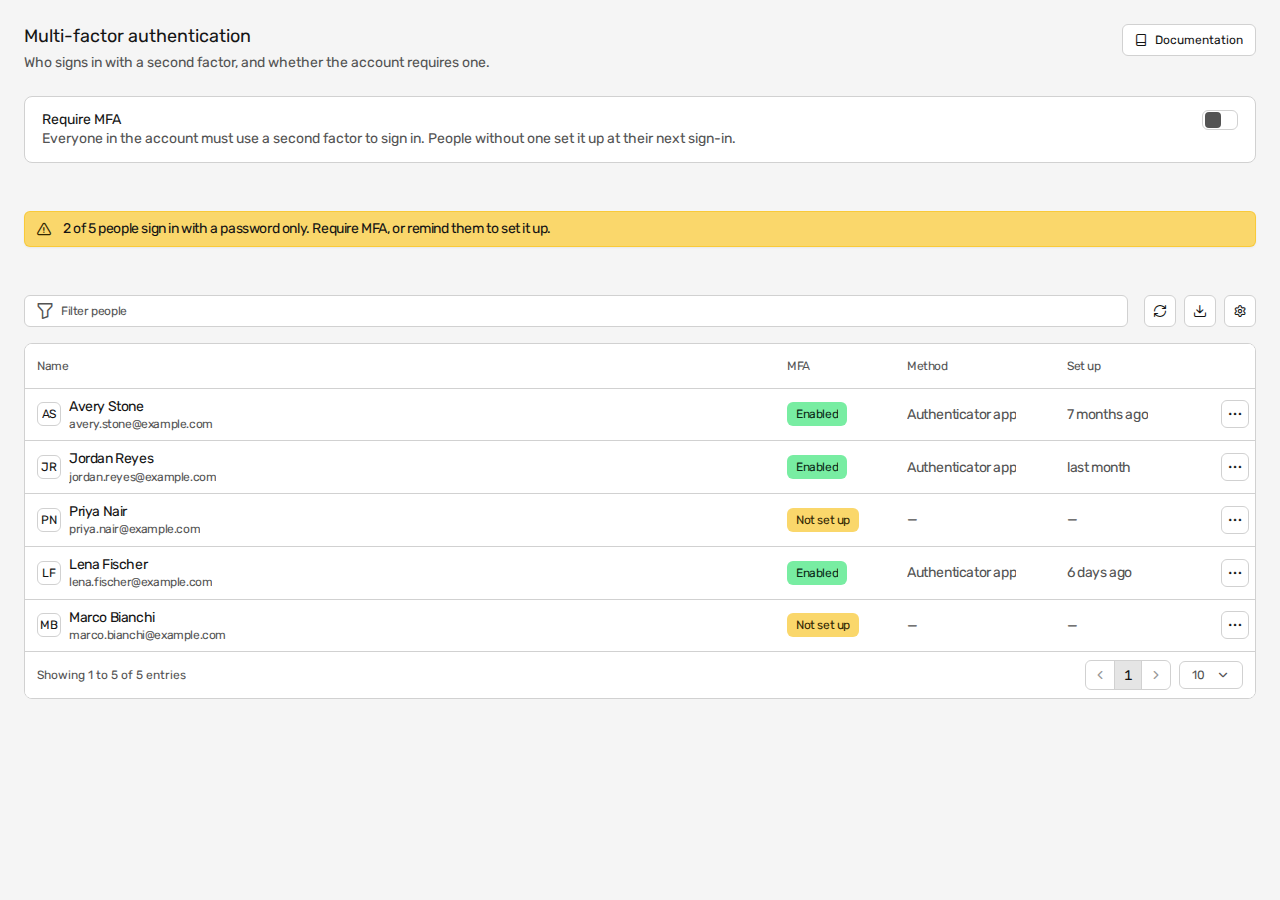 Multi-factor authentication
Documentation
Who signs in with a second factor, and whether the account requires one.
Require MFA
Everyone in the account must use a second factor to sign in. People without one set it up at their next sign-in.
2 of 5 people sign in with a password only. Require MFA, or remind them to set it up.
Filter people
Name MFA Method Set up
AS Avery Stone Enabled Authenticator app 7 months ago
avery.stone@example.com
JR Jordan Reyes Enabled Authenticator app last month
jordan.reyes@example.com
PN Priya Nair Not set up — —
priya.nair@example.com
LF Lena Fischer Enabled Authenticator app 6 days ago
lena.fischer@example.com
MB Marco Bianchi Not set up — —
marco.bianchi@example.com
Showing 1 to 5 of 5 entries 1 10